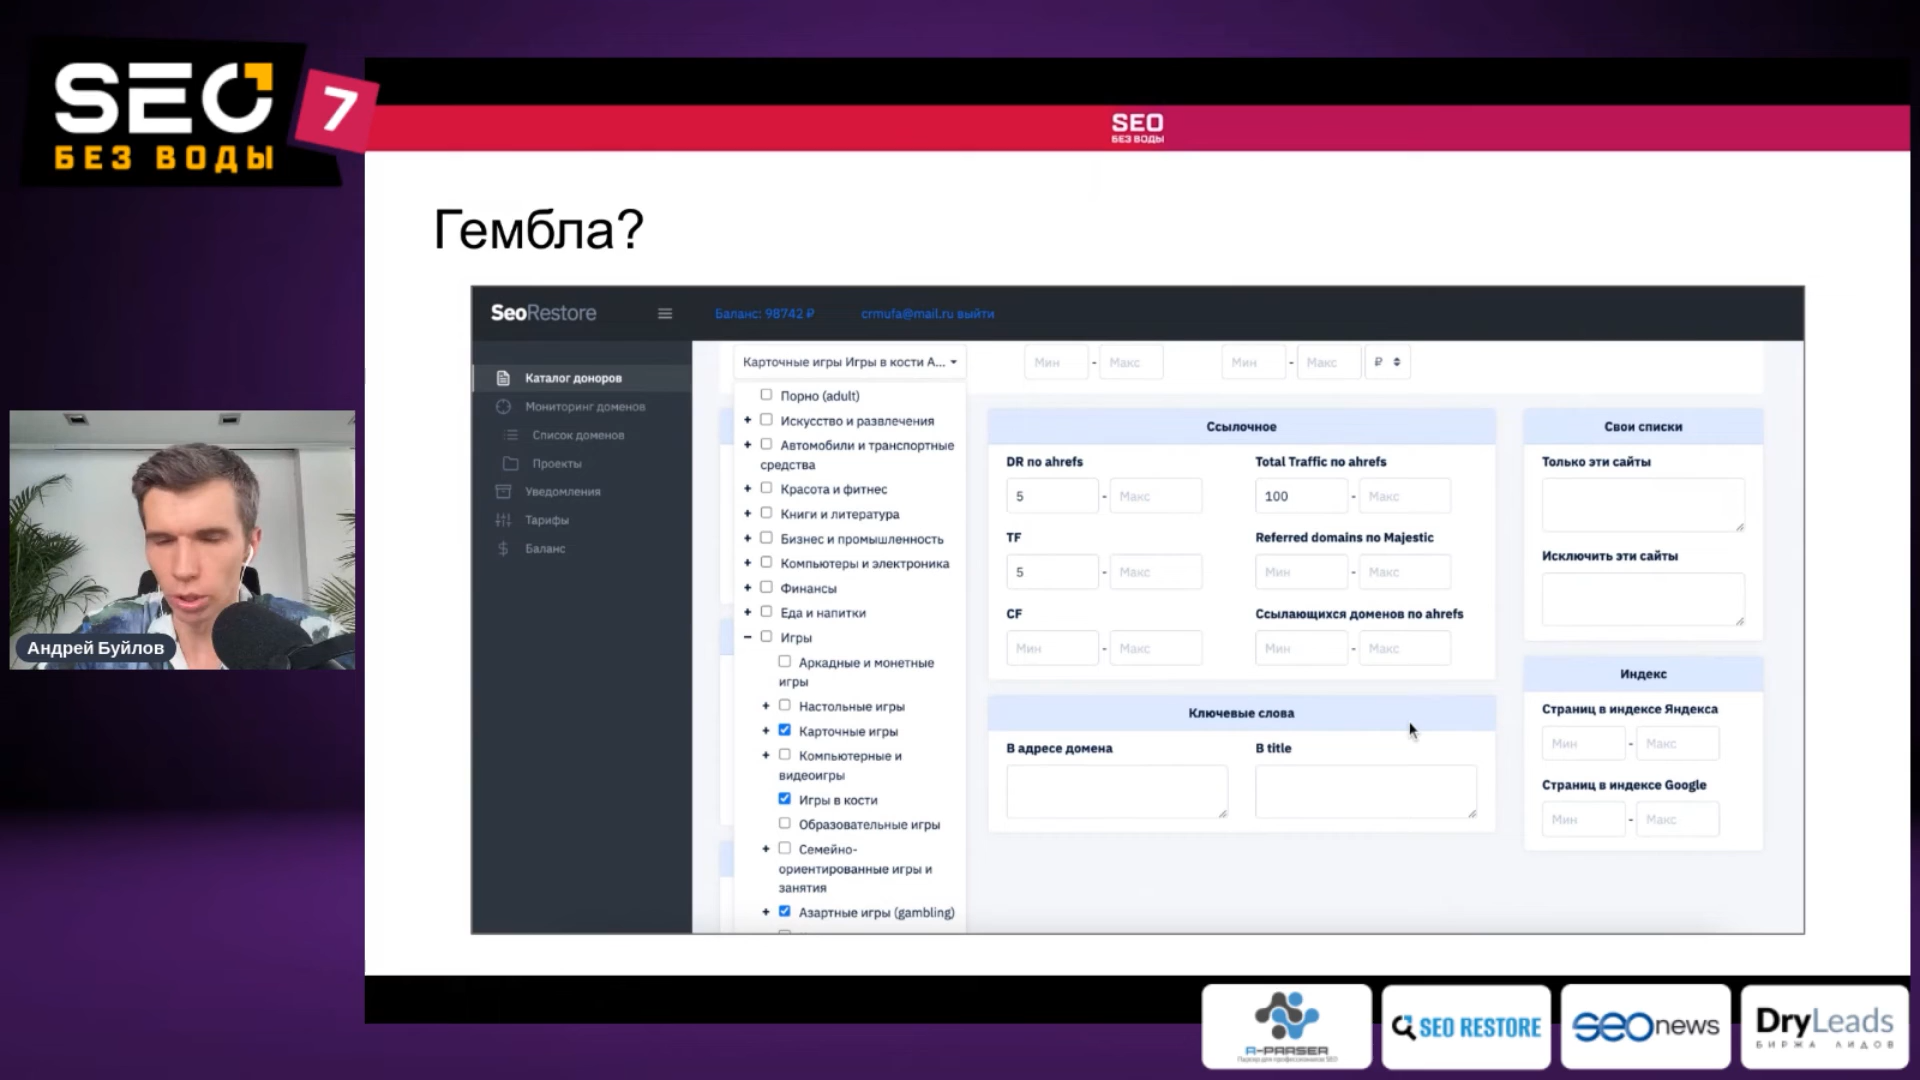 SEO
7
БЕЗ ВОДЫ
SEO
БЕЗ ВОДЫ
Гембла?
SeoRestore
Баланс: 98742 ₽
crmufa@mail.ru выйти
Каталог доноров
Мониторинг доменов
Список доменов
Проекты
Уведомления
Тарифы
Баланс
Карточные игры Игры в кости А...
Мин - Макс
Мин - Макс ₽
Порно (adult)
+ Искусство и развлечения
+ Автомобили и транспортные
средства
+ Красота и фитнес
+ Книги и литература
+ Бизнес и промышленность
+ Компьютеры и электроника
+ Финансы
+ Еда и напитки
− Игры
Аркадные и монетные
игры
+ Настольные игры
+ Карточные игры
+ Компьютерные и
видеоигры
Игры в кости
Образовательные игры
+ Семейно-
ориентированные игры и
занятия
+ Азартные игры (gambling)
Ссылочное
DR по ahrefs
5 - Макс
Total Traffic по ahrefs
100 - Макс
TF
5 - Макс
Referred domains по Majestic
Мин - Макс
CF
Мин - Макс
Ссылающихся доменов по ahrefs
Мин - Макс
Ключевые слова
В адресе домена
В title
Свои списки
Только эти сайты
Исключить эти сайты
Индекс
Страниц в индексе Яндекса
Мин - Макс
Страниц в индексе Google
Мин - Макс
Андрей Буйлов
A-PARSER
Парсер для профессионалов SEO
SEO RESTORE
seonews
DryLeads
БИРЖА ЛИДОВ